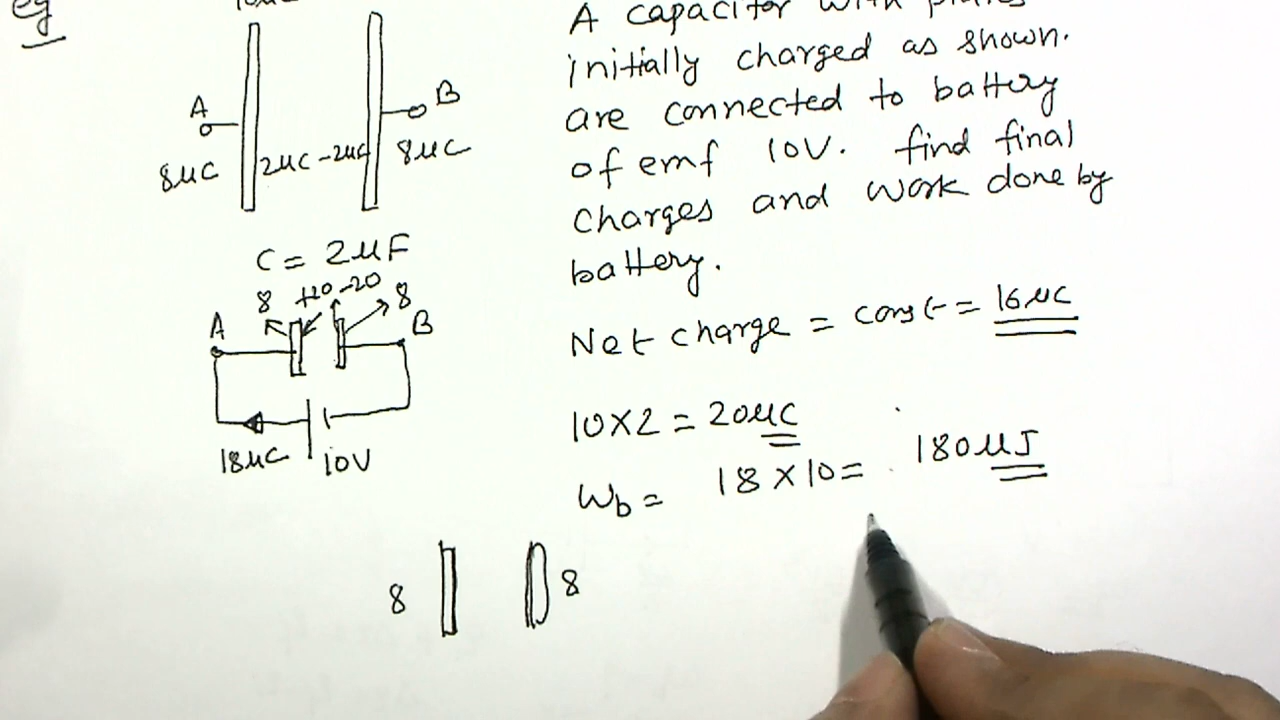 eg
A capacitor with plates
initially charged as shown.
are connected to battery
of emf 10V. find final
charges and work done by
battery.
A
B
8μC
2μC
-2μC
8μC
C = 2μF
8
+20
-20
8
A
B
18μC
10V
Net charge = const = 16μC
10×2 = 20μC
Wb = 18×10 = 180μJ
8
8